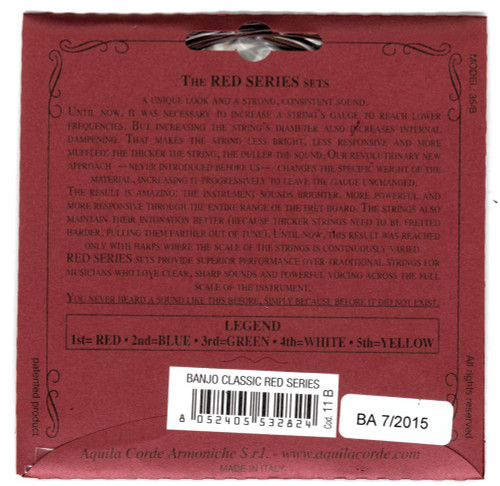 THE RED SERIES SETS
A UNIQUE LOOK AND A STRONG, CONSISTENT SOUND.
UNTIL NOW, IT WAS NECESSARY TO INCREASE A STRING'S GAUGE TO REACH LOWER
FREQUENCIES. BUT INCREASING THE STRING'S DIAMETER ALSO INCREASES INTERNAL
DAMPENING. THAT MAKES THE STRING LESS BRIGHT, LESS RESPONSIVE AND MORE
MUFFLED: THE THICKER THE STRING, THE DULLER THE SOUND. OUR REVOLUTIONARY NEW
APPROACH — NEVER INTRODUCED BEFORE US — CHANGES THE SPECIFIC WEIGHT OF THE
MATERIAL, INCREASING IT PROGRESSIVELY TO LEAVE THE GAUGE UNCHANGED.
THE RESULT IS AMAZING: THE INSTRUMENT SOUNDS BRIGHTER, MORE POWERFUL AND
MORE RESPONSIVE THROUGH THE ENTIRE RANGE OF THE FRET BOARD. THE STRINGS ALSO
MAINTAIN THEIR INTONATION BETTER (BECAUSE THICKER STRINGS NEED TO BE FRETTED
HARDER, PULLING THEM FARTHER OUT OF TUNE). UNTIL NOW, THIS RESULT WAS REACHED
ONLY WITH HARPS WHERE THE SCALE OF THE STRINGS IS CONTINUOUSLY VARIED.
RED SERIES SETS PROVIDE SUPERIOR PERFORMANCE OVER TRADITIONAL STRINGS FOR
MUSICIANS WHO LOVE CLEAR, SHARP SOUNDS AND POWERFUL VOICING ACROSS THE FULL
SCALE OF THE INSTRUMENT.
YOU NEVER HEARD A SOUND LIKE THIS BEFORE, SIMPLY BECAUSE BEFORE IT DID NOT EXIST.
LEGEND
1st= RED • 2nd=BLUE • 3rd=GREEN • 4th=WHITE • 5th=YELLOW
MODEL: 36/B
patented product
All rights reserved
BANJO CLASSIC RED SERIES
8 052405 532824
Cod. 11 B
BA 7/2015
Aquila Corde Armoniche S.r.l. - www.aquilacorde.com
MADE IN ITALY